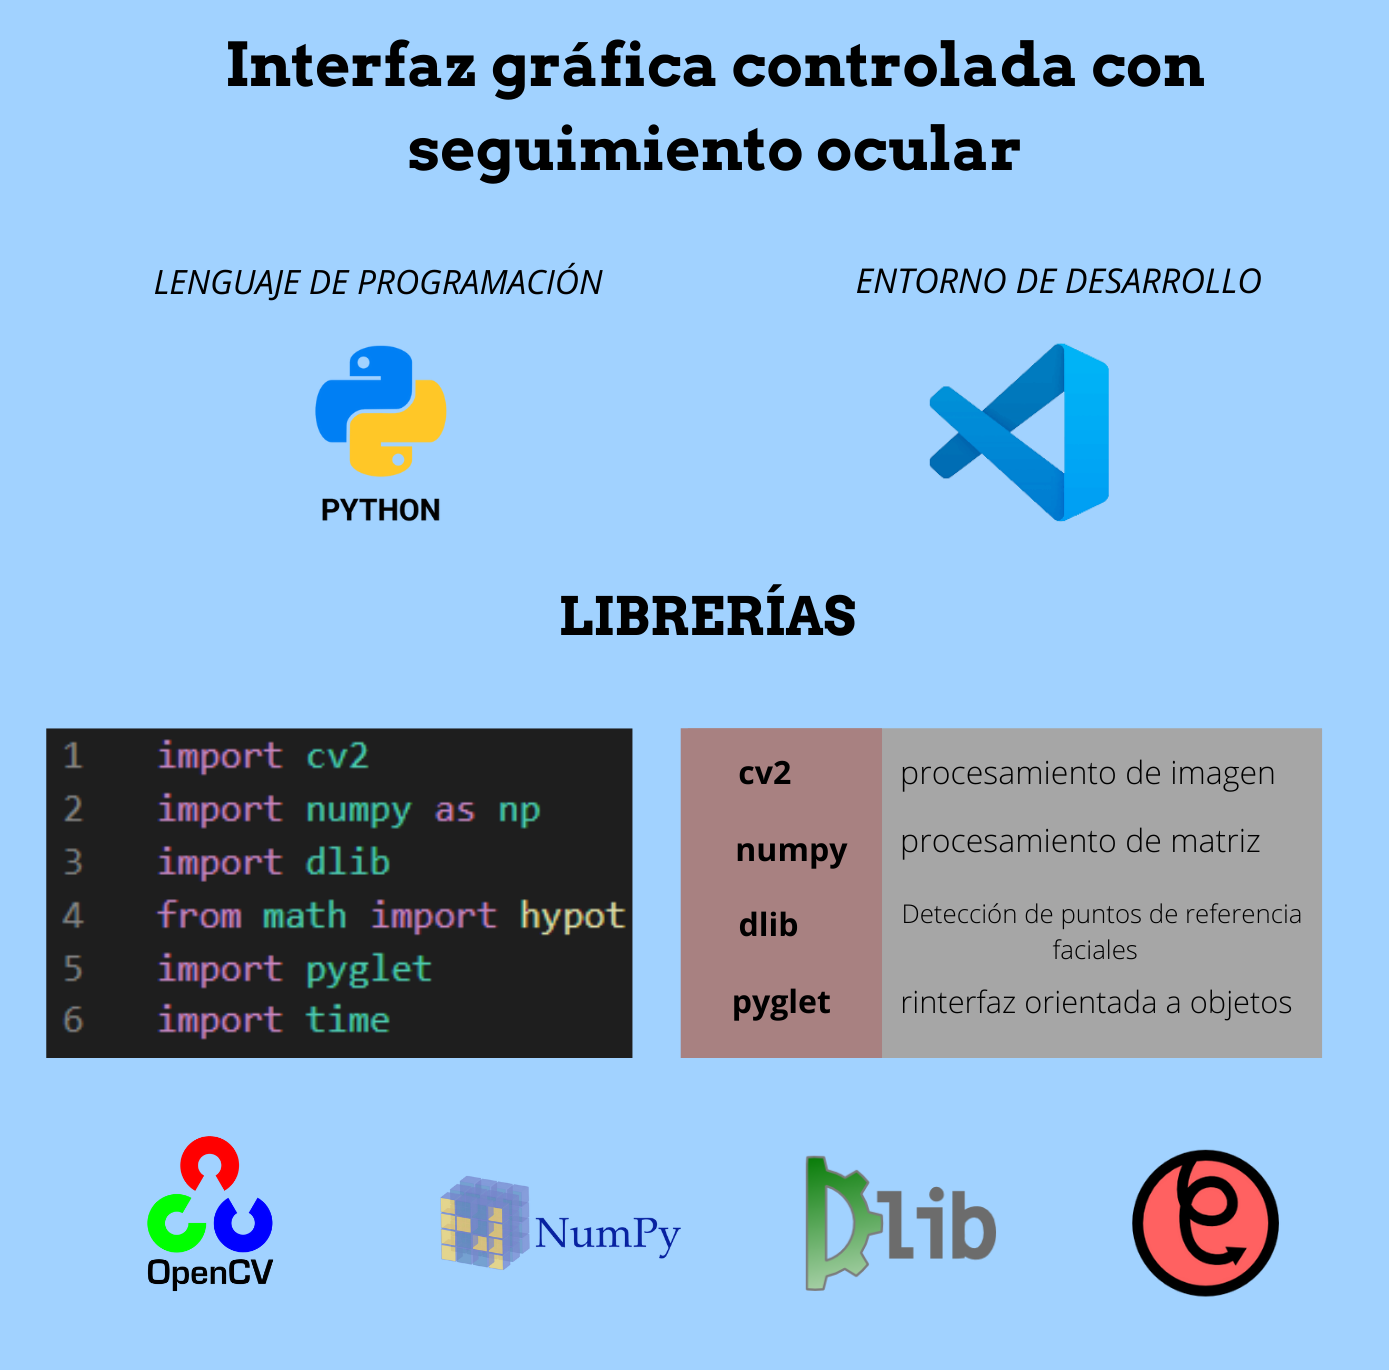 Interfaz gráfica controlada con
seguimiento ocular
LENGUAJE DE PROGRAMACIÓN
ENTORNO DE DESARROLLO
PYTHON
LIBRERÍAS
1 import cv2
2 import numpy as np
3 import dlib
4 from math import hypot
5 import pyglet
6 import time
cv2 procesamiento de imagen
numpy procesamiento de matriz
dlib Detección de puntos de referencia
faciales
pyglet rinterfaz orientada a objetos
OpenCV
NumPy
Dlib